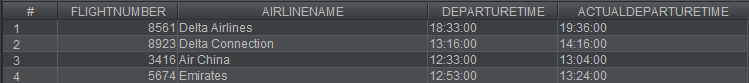 # FLIGHTNUMBER AIRLINENAME DEPARTURETIME ACTUALDEPARTURETIME
1 8561 Delta Airlines 18:33:00 19:36:00
2 8923 Delta Connection 13:16:00 14:16:00
3 3416 Air China 12:33:00 13:04:00
4 5674 Emirates 12:53:00 13:24:00